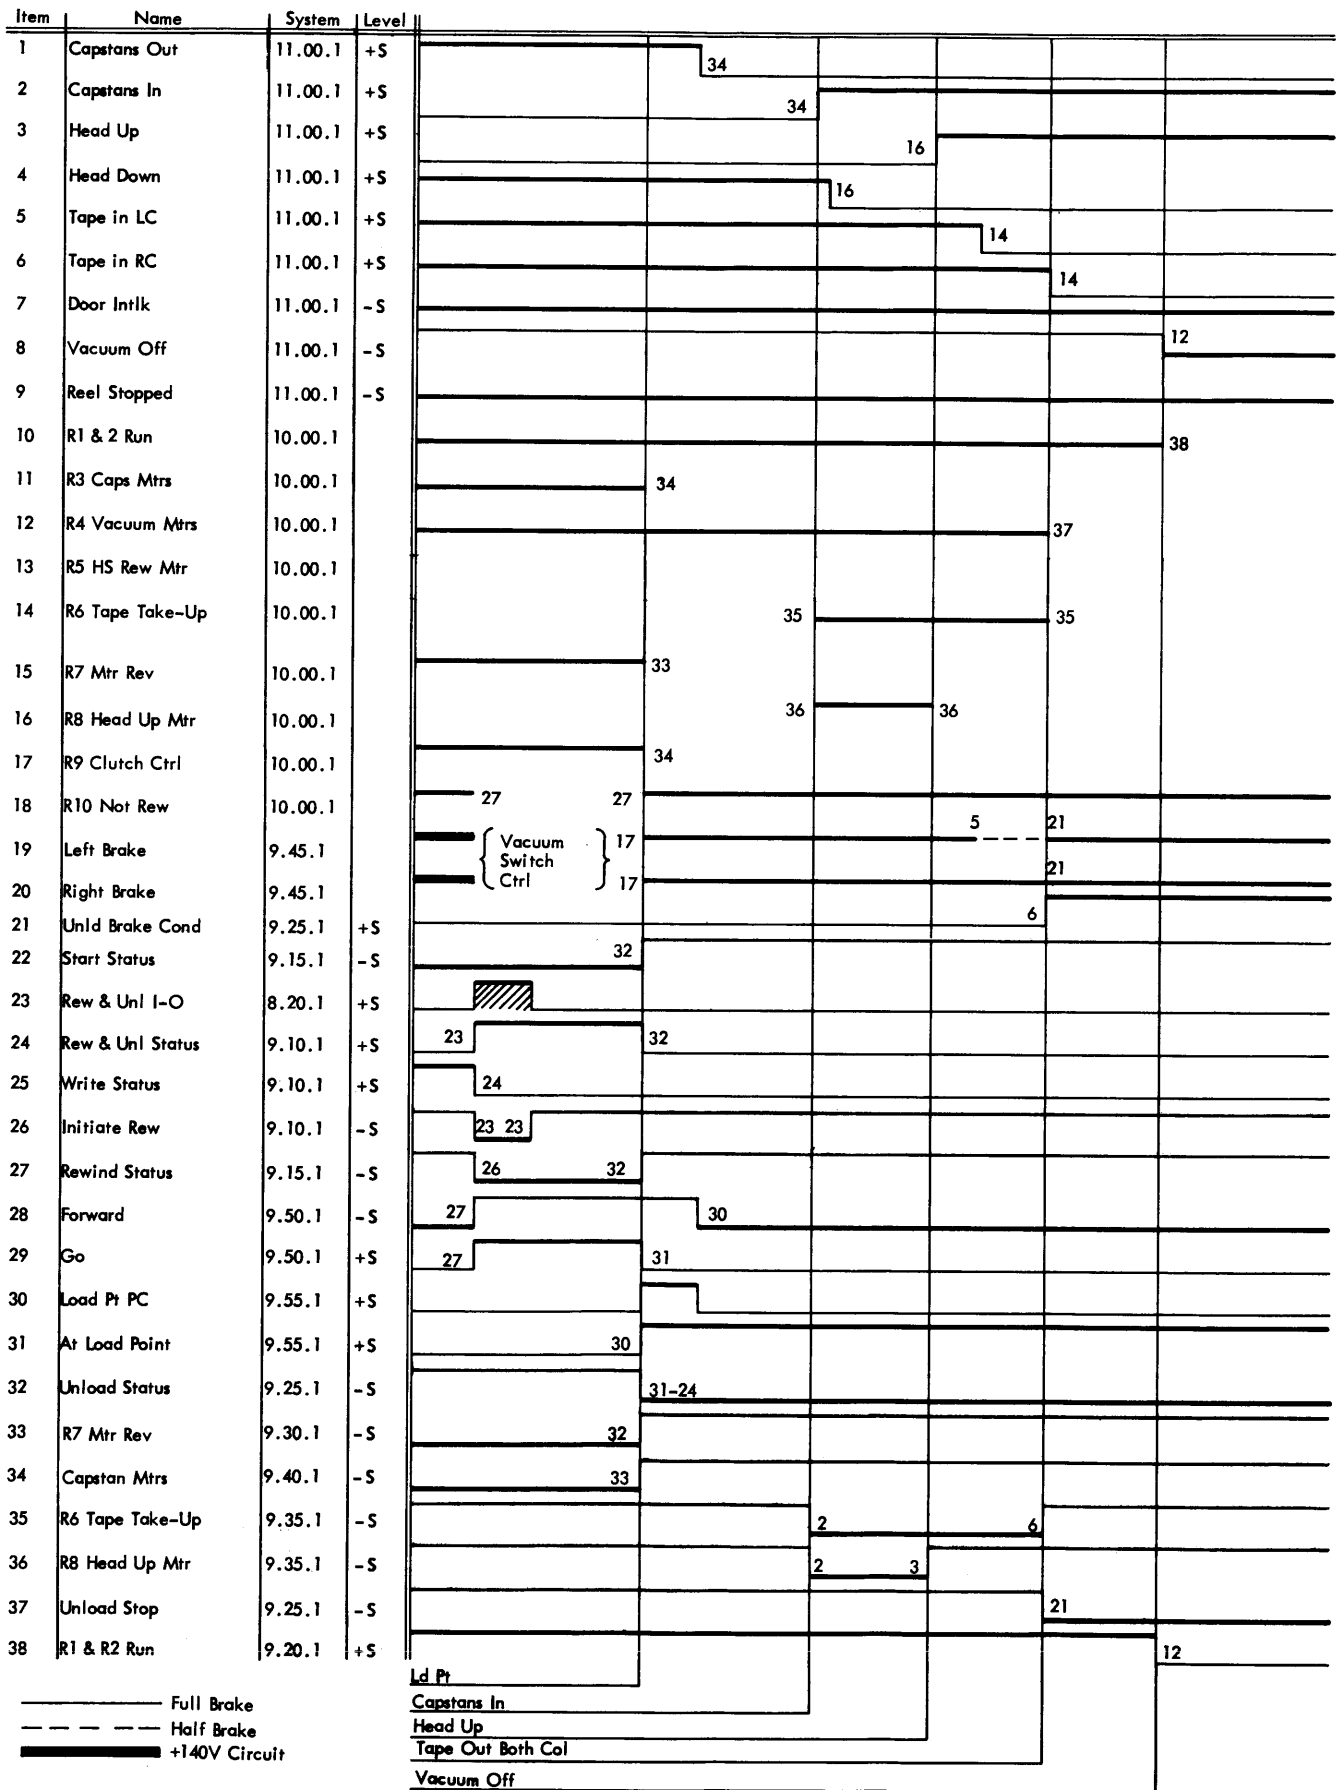 Item Name System Level
1 Capstans Out 11.00.1 +S 34
2 Capstans In 11.00.1 +S 34
3 Head Up 11.00.1 +S 16
4 Head Down 11.00.1 +S 16
5 Tape in LC 11.00.1 +S 14
6 Tape in RC 11.00.1 +S 14
7 Door Intlk 11.00.1 -S
8 Vacuum Off 11.00.1 -S 12
9 Reel Stopped 11.00.1 -S
10 R1 & 2 Run 10.00.1 38
11 R3 Caps Mtrs 10.00.1 34
12 R4 Vacuum Mtrs 10.00.1 37
13 R5 HS Rew Mtr 10.00.1
14 R6 Tape Take-Up 10.00.1 35 35
15 R7 Mtr Rev 10.00.1 33
16 R8 Head Up Mtr 10.00.1 36 36
17 R9 Clutch Ctrl 10.00.1 34
18 R10 Not Rew 10.00.1 27 27
19 Left Brake 9.45.1 { Vacuum } 17 5 21
Switch
20 Right Brake 9.45.1 Ctrl 17 21
21 Unld Brake Cond 9.25.1 +S 6
22 Start Status 9.15.1 -S 32
23 Rew & Unl I-O 8.20.1 +S
24 Rew & Unl Status 9.10.1 +S 23 32
25 Write Status 9.10.1 +S 24
26 Initiate Rew 9.10.1 -S 23 23
27 Rewind Status 9.15.1 -S 26 32
28 Forward 9.50.1 -S 27 30
29 Go 9.50.1 +S 27 31
30 Load Pt PC 9.55.1 +S
31 At Load Point 9.55.1 +S 30
32 Unload Status 9.25.1 -S 31-24
33 R7 Mtr Rev 9.30.1 -S 32
34 Capstan Mtrs 9.40.1 -S 33
35 R6 Tape Take-Up 9.35.1 -S 2 6
36 R8 Head Up Mtr 9.35.1 -S 2 3
37 Unload Stop 9.25.1 -S 21
38 R1 & R2 Run 9.20.1 +S 12
Ld Pt
Full Brake
Capstans In
Half Brake
Head Up
+140V Circuit
Tape Out Both Col
Vacuum Off